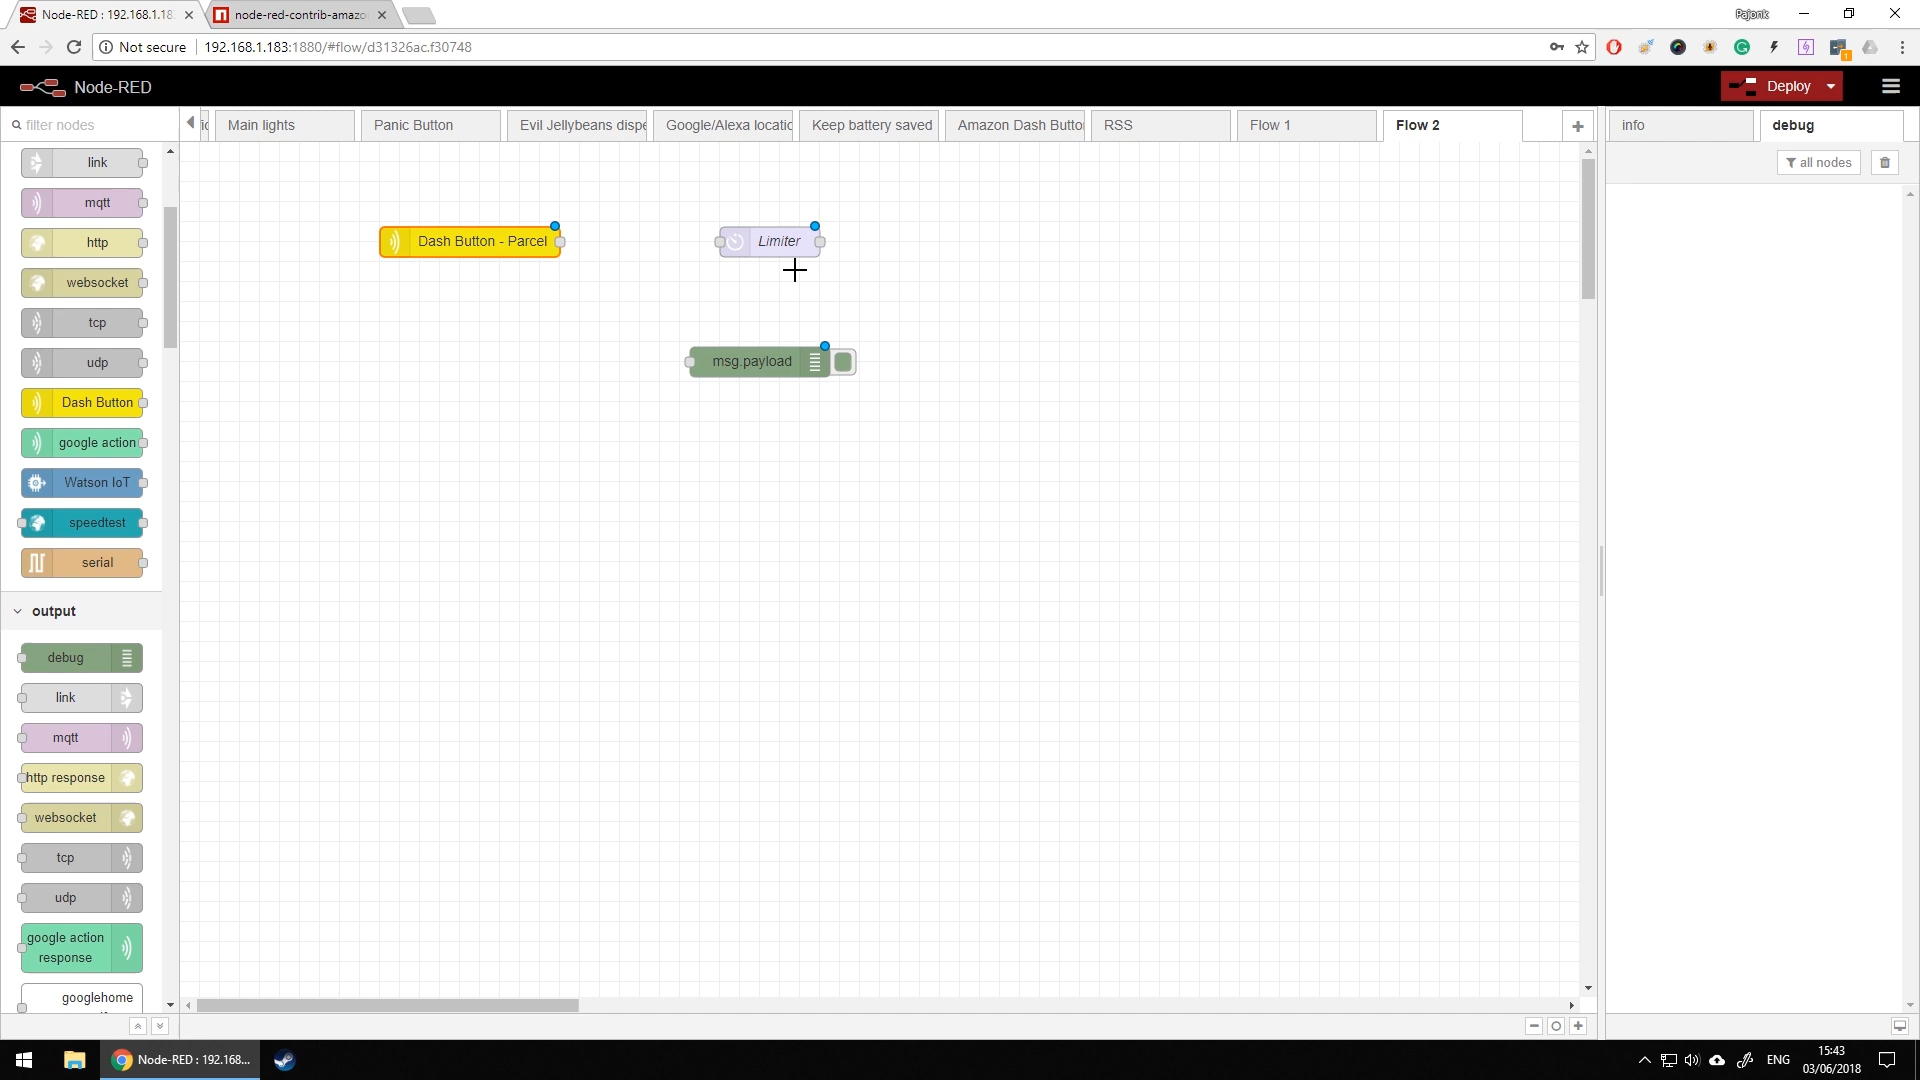 Node-RED : 192.168.1.18
node-red-contrib-amazo
Pajonk
Not secure
192.168.1.183:1880/#flow/d31326ac.f30748
Node-RED
Deploy
filter nodes
Main lights
Panic Button
Evil Jellybeans dispe
Google/Alexa locatic
Keep battery saved
Amazon Dash Butto
RSS
Flow 1
Flow 2
info
debug
all nodes
link
mqtt
http
websocket
tcp
udp
Dash Button
google action
Watson IoT
speedtest
serial
output
debug
link
mqtt
http response
websocket
tcp
udp
google action
response
googlehome
Dash Button - Parcel
Limiter
msg.payload
Node-RED : 192.168...
ENG
15:43
03/06/2018